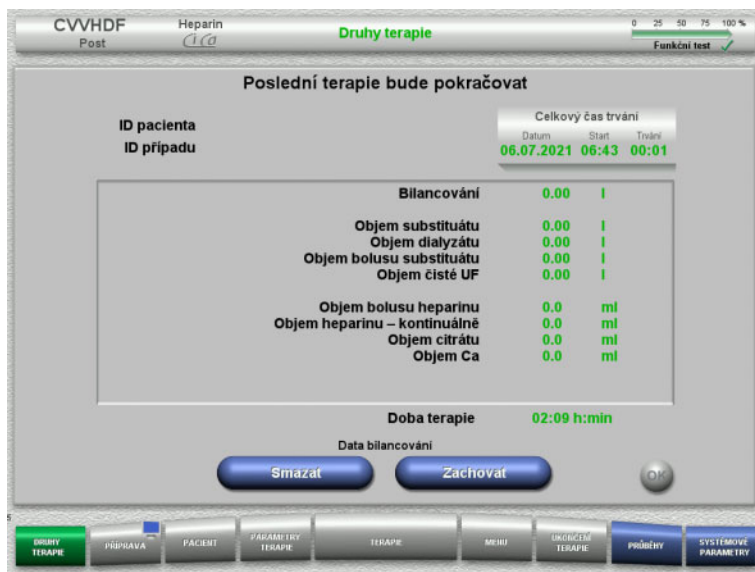 CVVHDF
Post
Heparin
CiCa
Druhy terapie
0 25 50 75 100 %
Funkční test
Poslední terapie bude pokračovat
ID pacienta
ID případu
Celkový čas trvání
Datum Start Trvání
06.07.2021 06:43 00:01
Bilancování 0.00 l
Objem substituátu 0.00 l
Objem dialyzátu 0.00 l
Objem bolusu substituátu 0.00 l
Objem čisté UF 0.00 l
Objem bolusu heparinu 0.0 ml
Objem heparinu – kontinuálně 0.0 ml
Objem citrátu 0.0 ml
Objem Ca 0.0 ml
Doba terapie 02:09 h:min
Data bilancování
Smazat Zachovat OK
5
DRUHY TERAPIE
PŘÍPRAVA
PACIENT
PARAMETRY TERAPIE
TERAPIE
MENU
UKONČENÍ TERAPIE
PRŮBĚHY
SYSTÉMOVÉ PARAMETRY